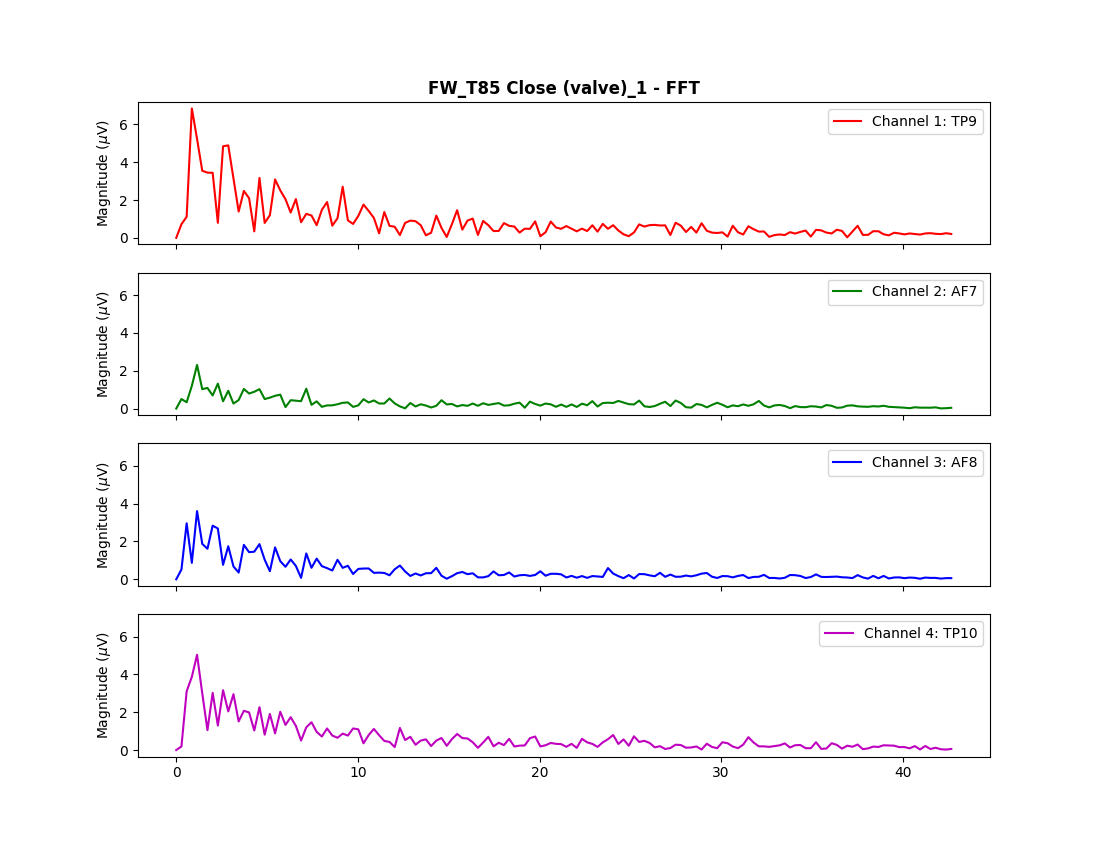 FW_T85 Close (valve)_1 - FFT
Magnitude (μV)
6
4
2
0
Channel 1: TP9
Magnitude (μV)
6
4
2
0
Channel 2: AF7
Magnitude (μV)
6
4
2
0
Channel 3: AF8
Magnitude (μV)
6
4
2
0
Channel 4: TP10
0 10 20 30 40